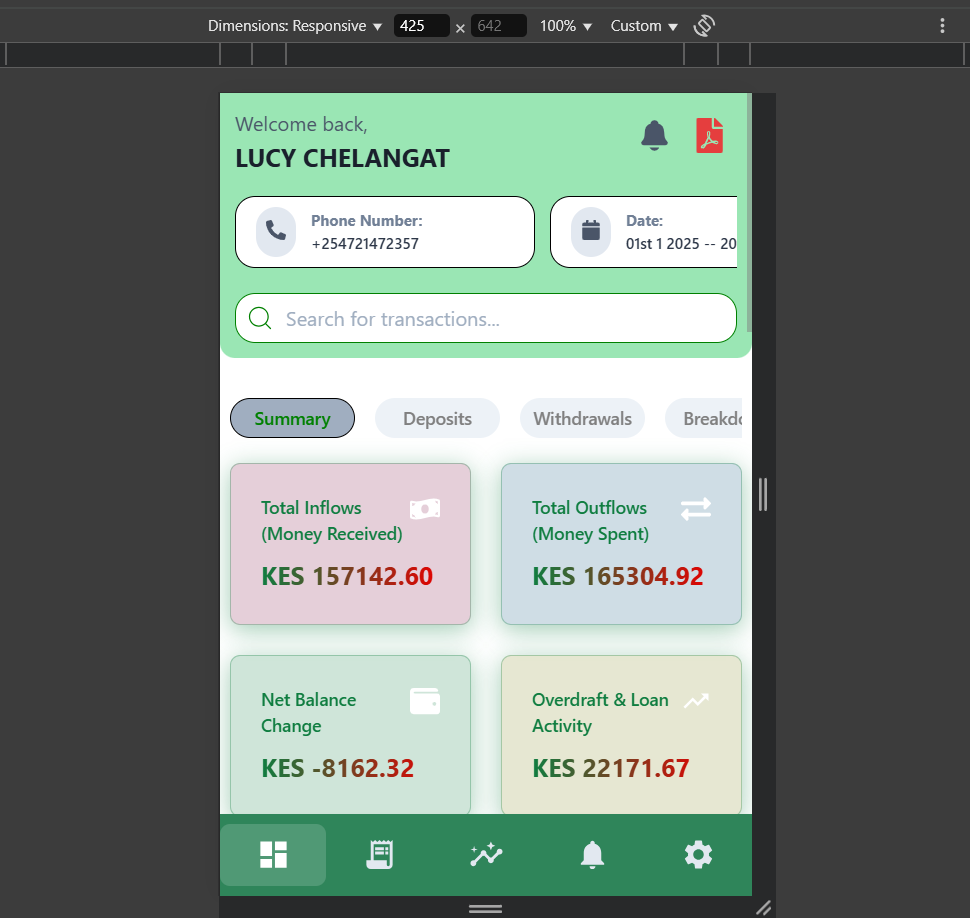 Dimensions: Responsive 425 × 642 100% Custom
Welcome back,
LUCY CHELANGAT
Phone Number:
+254721472357
Date:
01st 1 2025 -- 20
Search for transactions...
Summary Deposits Withdrawals Breakdo
Total Inflows
(Money Received)
KES 157142.60
Total Outflows
(Money Spent)
KES 165304.92
Net Balance
Change
KES -8162.32
Overdraft & Loan
Activity
KES 22171.67